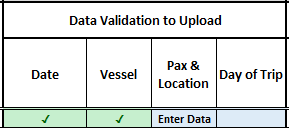 Data Validation to Upload
Date Vessel Pax & Location Day of Trip
✓ ✓ Enter Data